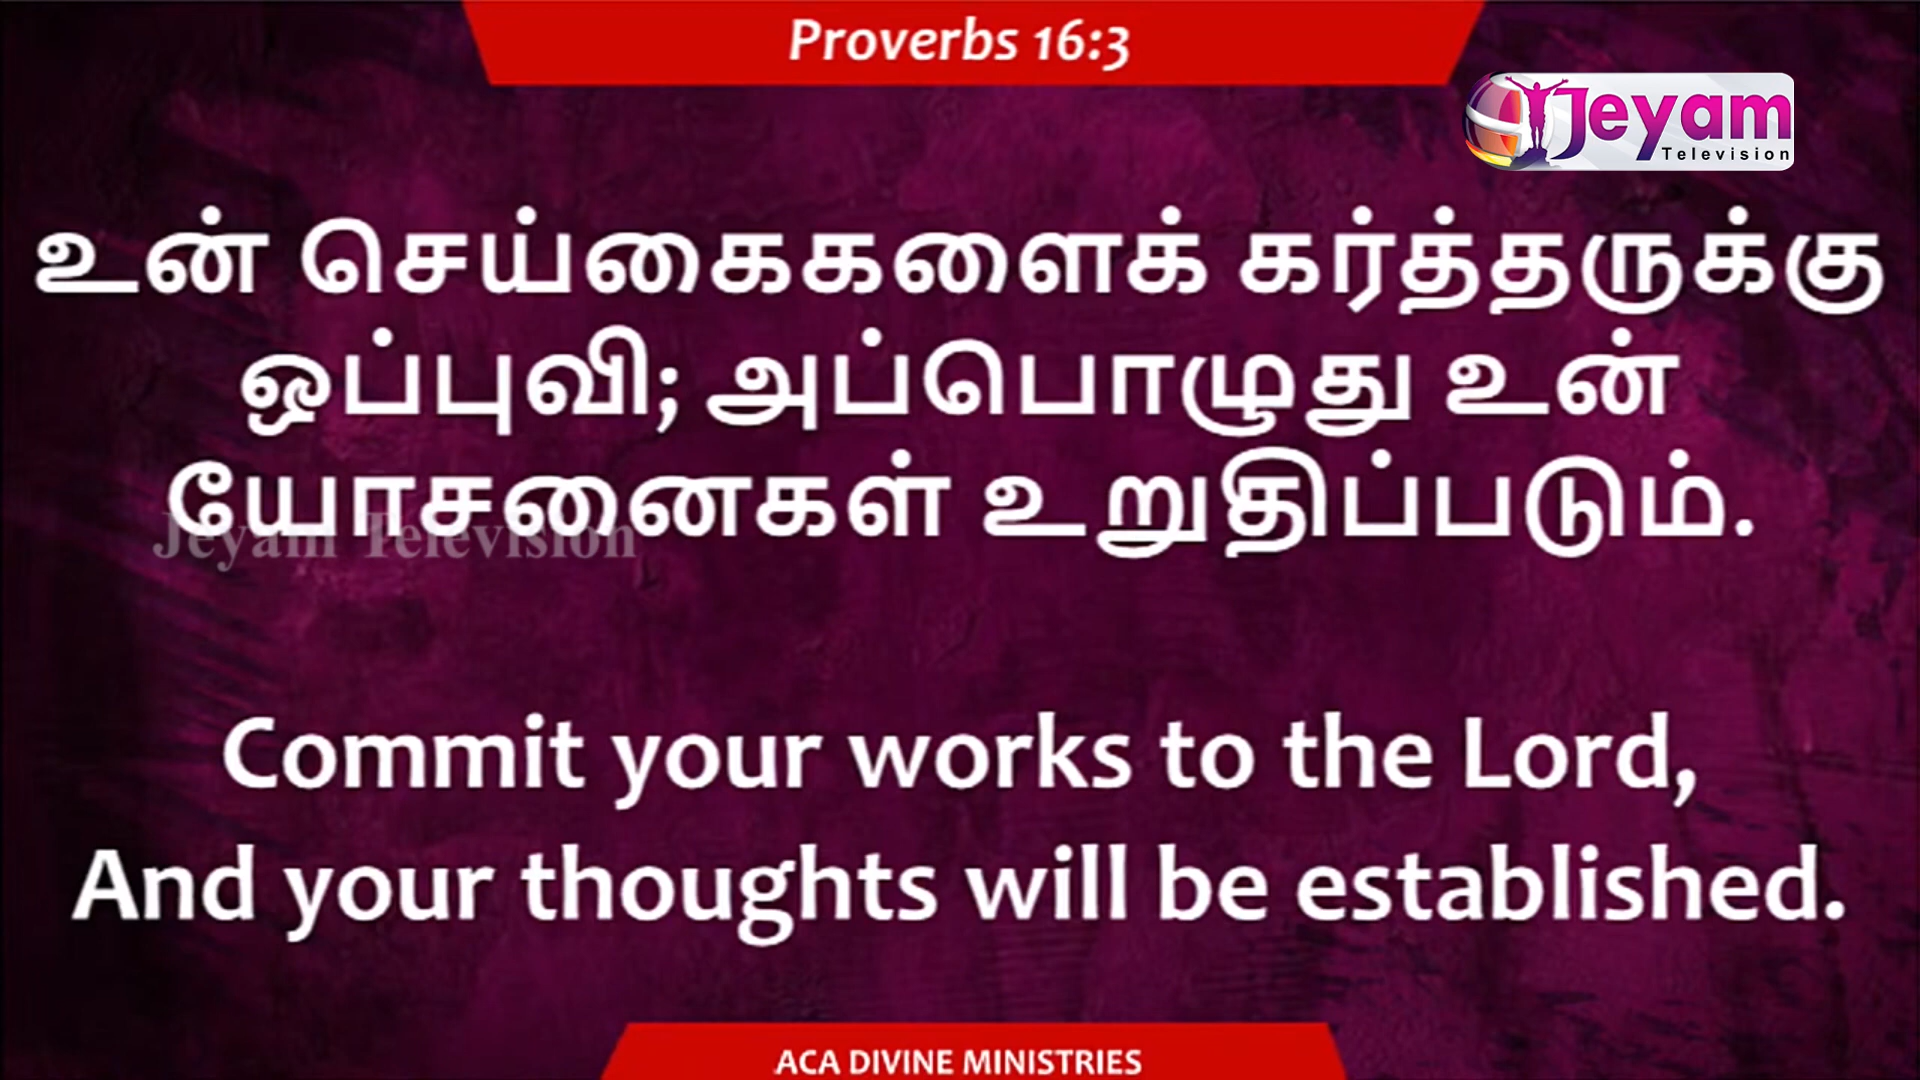 Proverbs 16:3
Jeyam
Television
உன் செய்கைகளைக் கர்த்தருக்கு
ஒப்புவி; அப்பொழுது உன்
யோசனைகள் உறுதிப்படும்.
Jeyam Television
Commit your works to the Lord,
And your thoughts will be established.
ACA DIVINE MINISTRIES